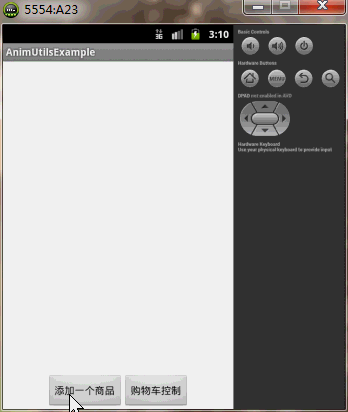 5554:A23
3G
3:10
AnimUtilsExample
添加一个商品
购物车控制
Basic Controls
Hardware Buttons
MENU
DPAD not enabled in AVD
Hardware Keyboard
Use your physical keyboard to provide input